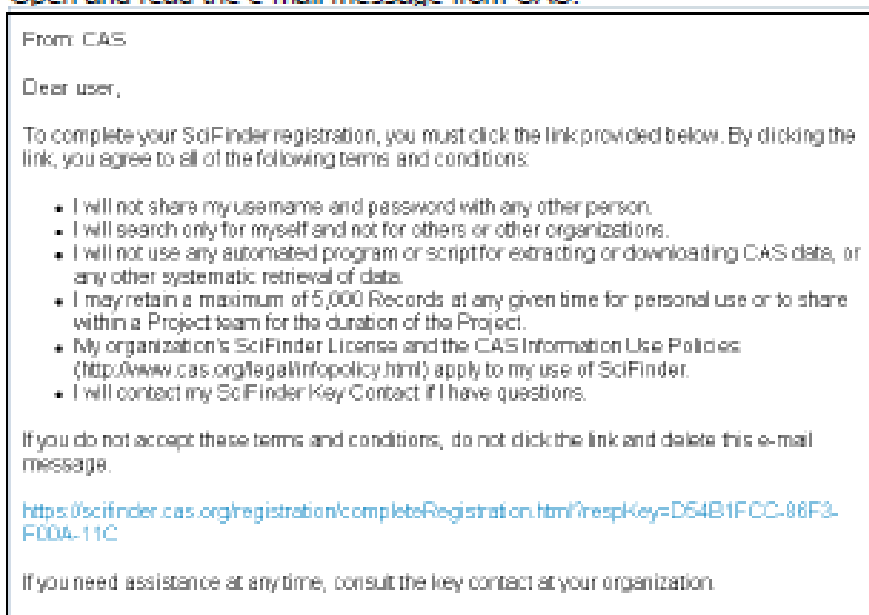 Open and read the e-mail message from CAS.
From: CAS
Dear user,
To complete your SciFinder registration, you must click the link provided below. By clicking the
link, you agree to all of the following terms and conditions:
• I will not share my username and password with any other person.
• I will search only for myself and not for others or other organizations.
• I will not use any automated program or script for extracting or downloading CAS data, or
any other systematic retrieval of data.
• I may retain a maximum of 5,000 Records at any given time for personal use or to share
within a Project team for the duration of the Project.
• My organization's SciFinder License and the CAS Information Use Policies
(http://www.cas.org/legal/infopolicy.html) apply to my use of SciFinder.
• I will contact my SciFinder Key Contact if I have questions.
If you do not accept these terms and conditions, do not click the link and delete this e-mail
message.
https://scifinder.cas.org/registration/completeRegistration.html?respKey=D54B1FCC-86F3-
F00A-11C
If you need assistance at any time, consult the key contact at your organization.